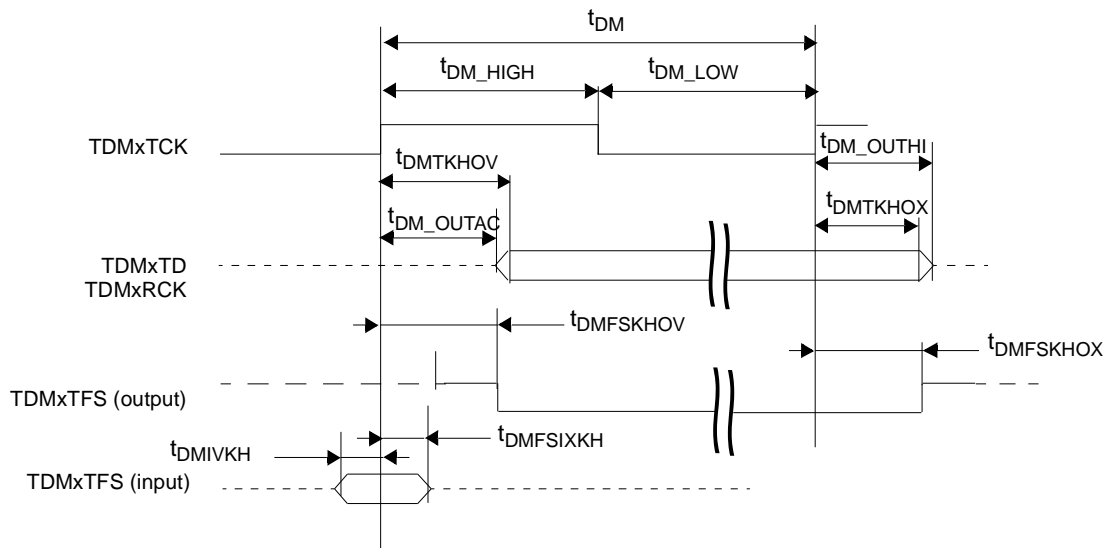 tDM
tDM_HIGH
tDM_LOW
TDMxTCK
tDM_OUTHI
tDMTKHOV
tDMTKHOX
tDM_OUTAC
TDMxTD
TDMxRCK
tDMFSKHOV
tDMFSKHOX
TDMxTFS (output)
tDMIVKH
tDMFSIXKH
TDMxTFS (input)